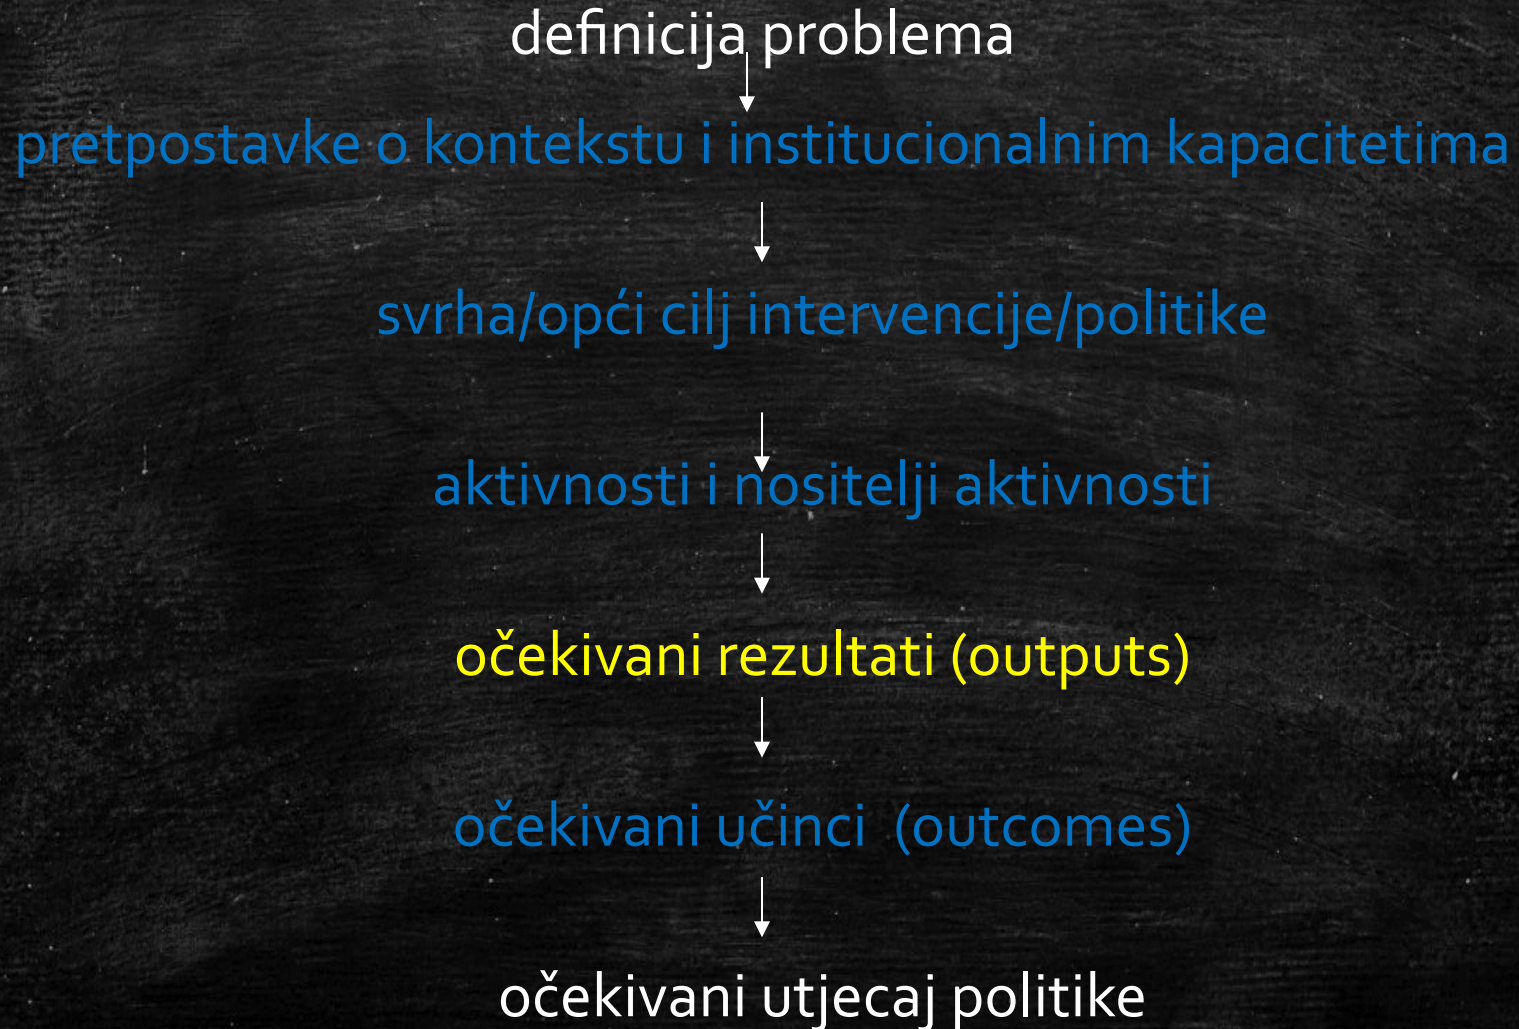 definicija problema
pretpostavke o kontekstu i institucionalnim kapacitetima
svrha/opći cilj intervencije/politike
aktivnosti i nositelji aktivnosti
očekivani rezultati (outputs)
očekivani učinci (outcomes)
očekivani utjecaj politike